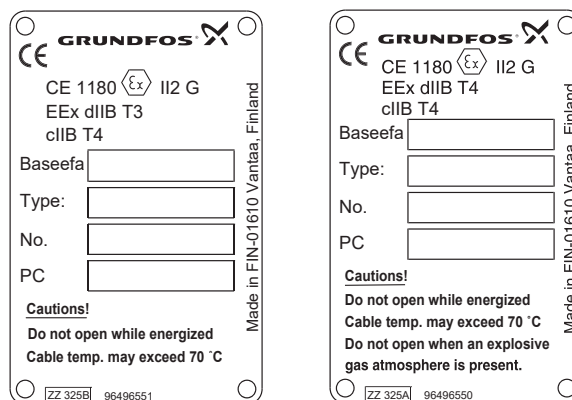 GRUNDFOS
CE
CE 1180 Ex II2 G
EEx dIIB T3
cIIB T4
Baseefa
Type:
No.
PC
Cautions!
Do not open while energized
Cable temp. may exceed 70 °C
ZZ 325B 96496551
Made in FIN-01610 Vantaa, Finland
GRUNDFOS
CE
CE 1180 Ex II2 G
EEx dIIB T4
cIIB T4
Baseefa
Type:
No.
PC
Cautions!
Do not open while energized
Cable temp. may exceed 70 °C
Do not open when an explosive
gas atmosphere is present.
ZZ 325A 96496550
Made in FIN-01610 Vantaa, Finland